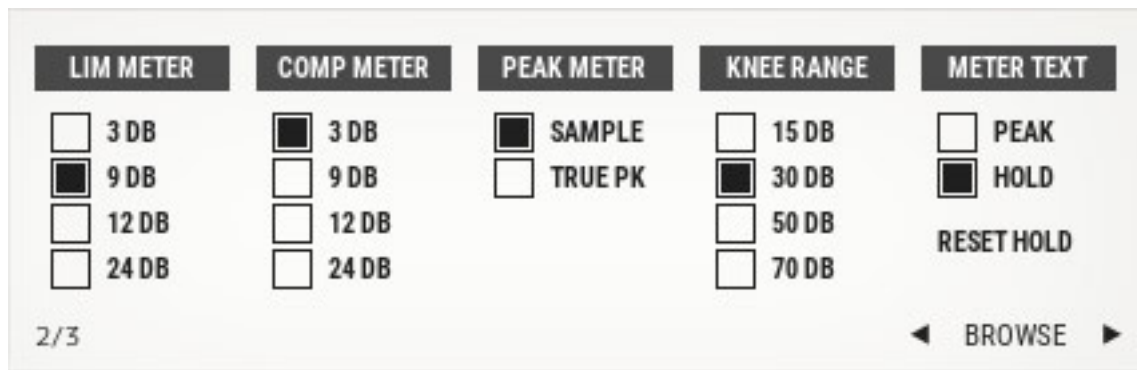 LIM METER
3 DB
9 DB
12 DB
24 DB
COMP METER
3 DB
9 DB
12 DB
24 DB
PEAK METER
SAMPLE
TRUE PK
KNEE RANGE
15 DB
30 DB
50 DB
70 DB
METER TEXT
PEAK
HOLD
RESET HOLD
2/3
BROWSE